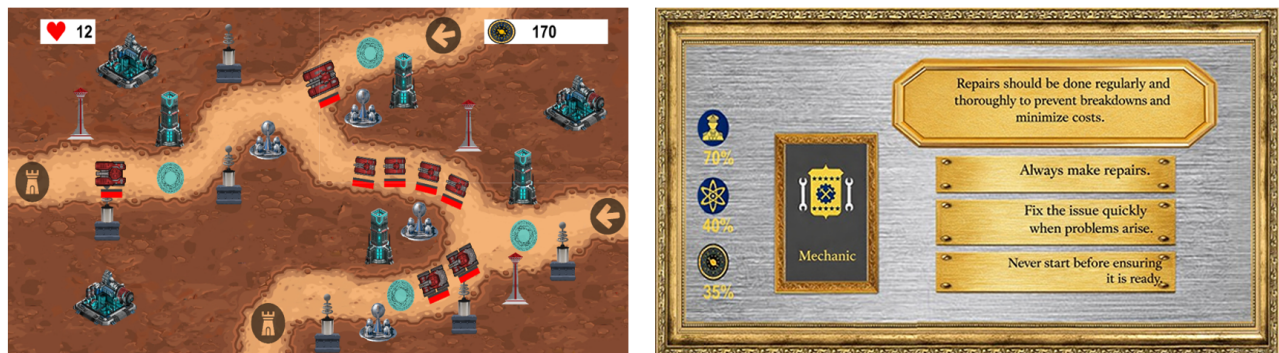 12
170
Repairs should be done regularly and
thoroughly to prevent breakdowns and
minimize costs.
70%
Always make repairs.
40%
Fix the issue quickly
when problems arise.
Mechanic
Never start before ensuring
it is ready.
35%